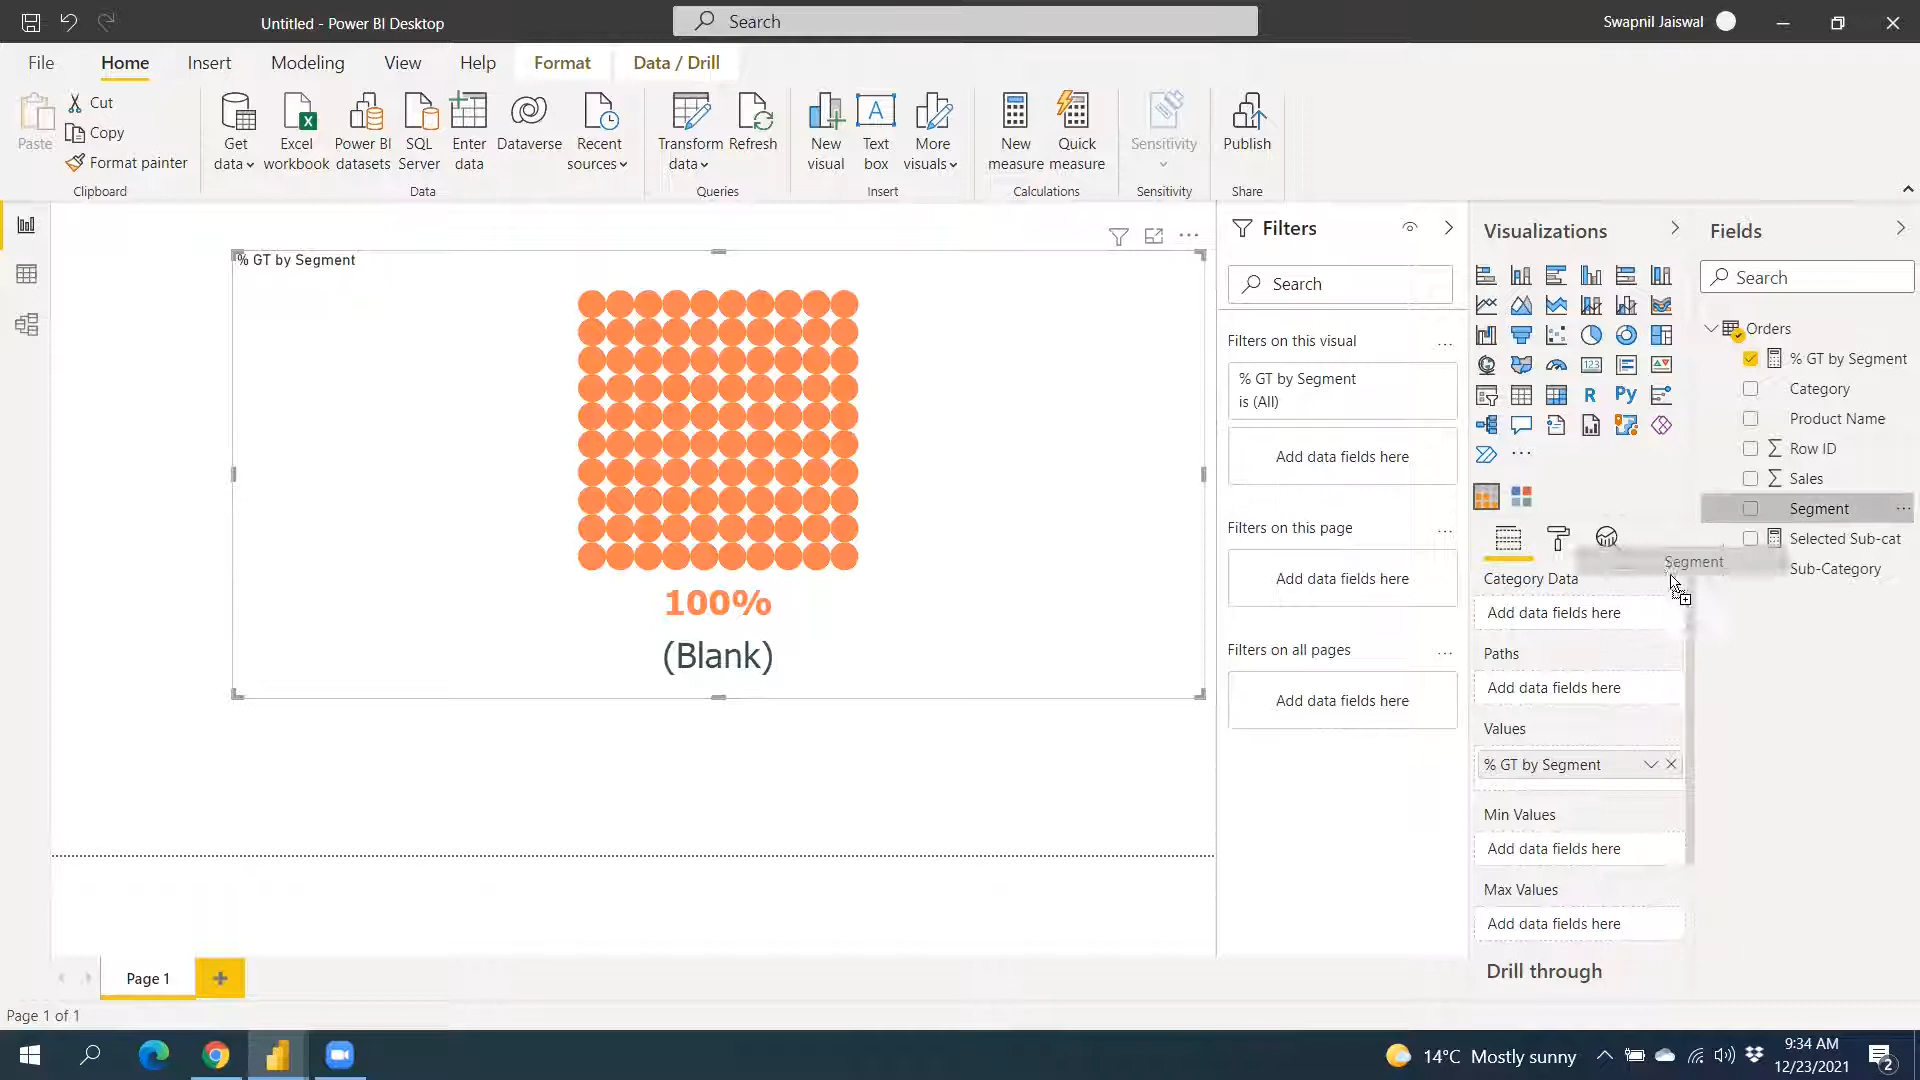 Untitled - Power BI Desktop
Search
Swapnil Jaiswal
File
Home
Insert
Modeling
View
Help
Format
Data / Drill
Paste
Cut
Copy
Format painter
Clipboard
Get data
Excel workbook
Power BI datasets
SQL Server
Enter data
Dataverse
Recent sources
Data
Transform data
Refresh
Queries
New visual
Text box
More visuals
Insert
New measure
Quick measure
Calculations
Sensitivity
Sensitivity
Publish
Share
% GT by Segment
100%
(Blank)
Filters
Search
Filters on this visual
% GT by Segment
is (All)
Add data fields here
Filters on this page
Add data fields here
Filters on all pages
Add data fields here
Visualizations
123
R
Py
Segment
Category Data
Add data fields here
Paths
Add data fields here
Values
% GT by Segment
Min Values
Add data fields here
Max Values
Add data fields here
Drill through
Fields
Search
Orders
% GT by Segment
Category
Product Name
Row ID
Sales
Segment
Selected Sub-cat
Sub-Category
Page 1
Page 1 of 1
14°C Mostly sunny
9:34 AM
12/23/2021
2